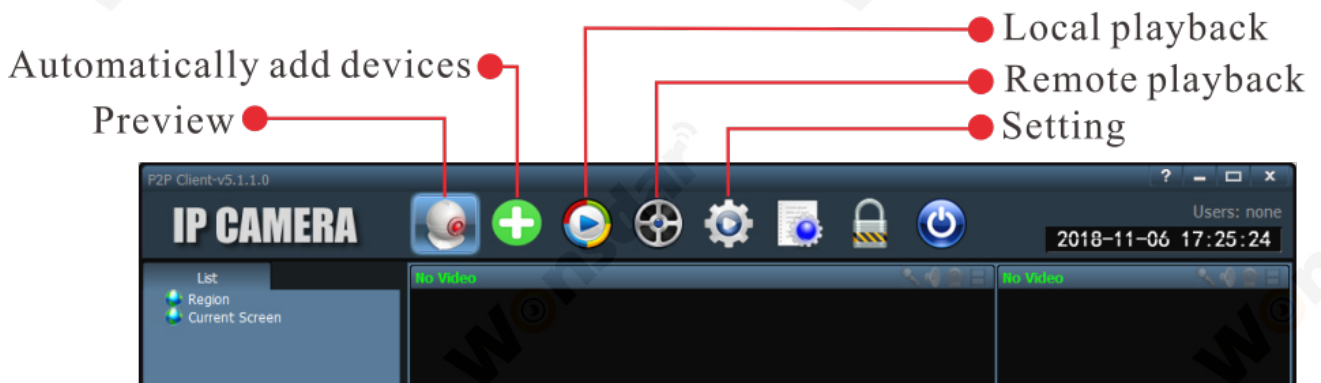 Local playback
Automatically add devices
Remote playback
Preview
Setting
P2P Client-v5.1.1.0
?
IP CAMERA
Users: none
2018-11-06 17:25:24
List
No Video
No Video
Region
Current Screen
wonsdar